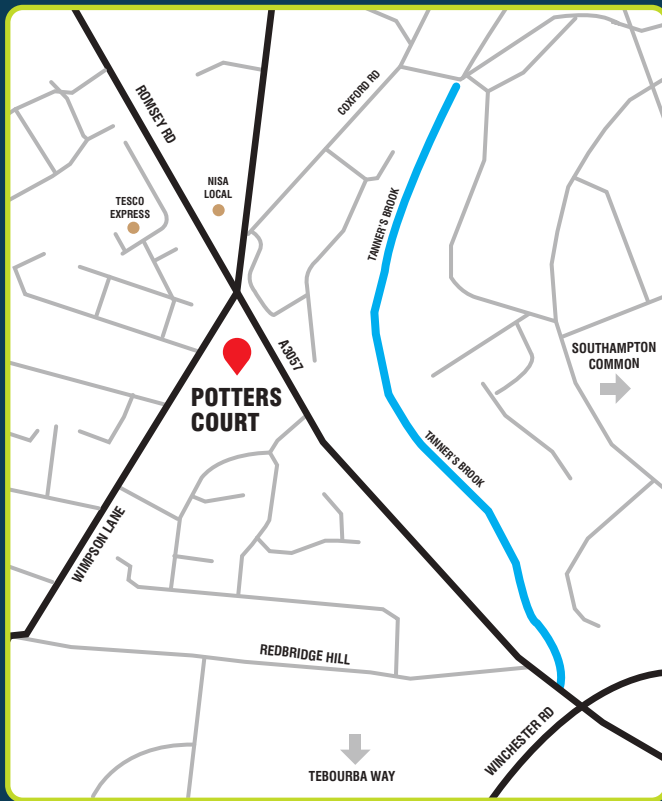 ROMSEY RD
COXFORD RD
NISA
LOCAL
TESCO
EXPRESS
TANNER'S BROOK
A3057
SOUTHAMPTON
COMMON
POTTERS
COURT
TANNER'S BROOK
WIMPSON LANE
REDBRIDGE HILL
WINCHESTER RD
TEBOURBA WAY